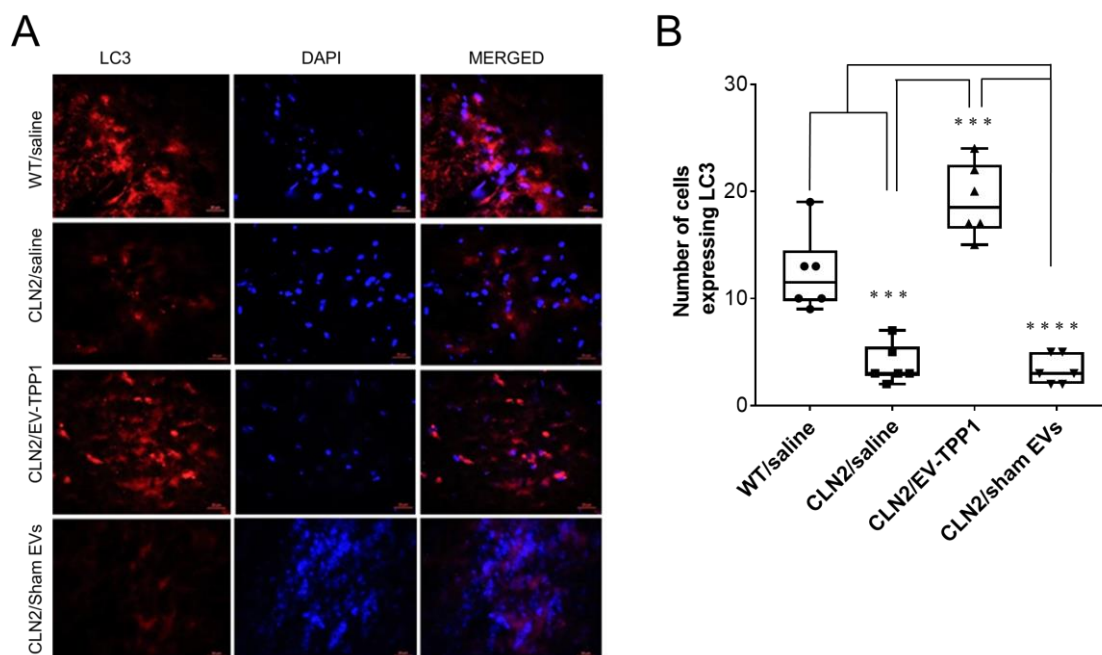 A
LC3 DAPI MERGED
WT/saline
CLN2/saline
CLN2/EV-TPP1
CLN2/Sham EVs
B
Number of cells
expressing LC3
30
20
10
0
***
***
****
WT/saline
CLN2/saline
CLN2/EV-TPP1
CLN2/sham EVs